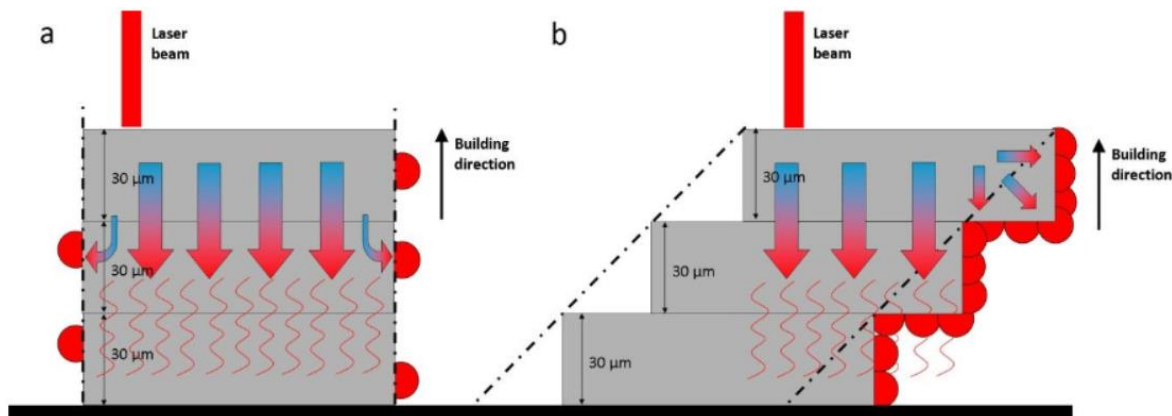 a
Laser
beam
Building
direction
30 µm
30 µm
30 µm
b
Laser
beam
Building
direction
30 µm
30 µm
30 µm